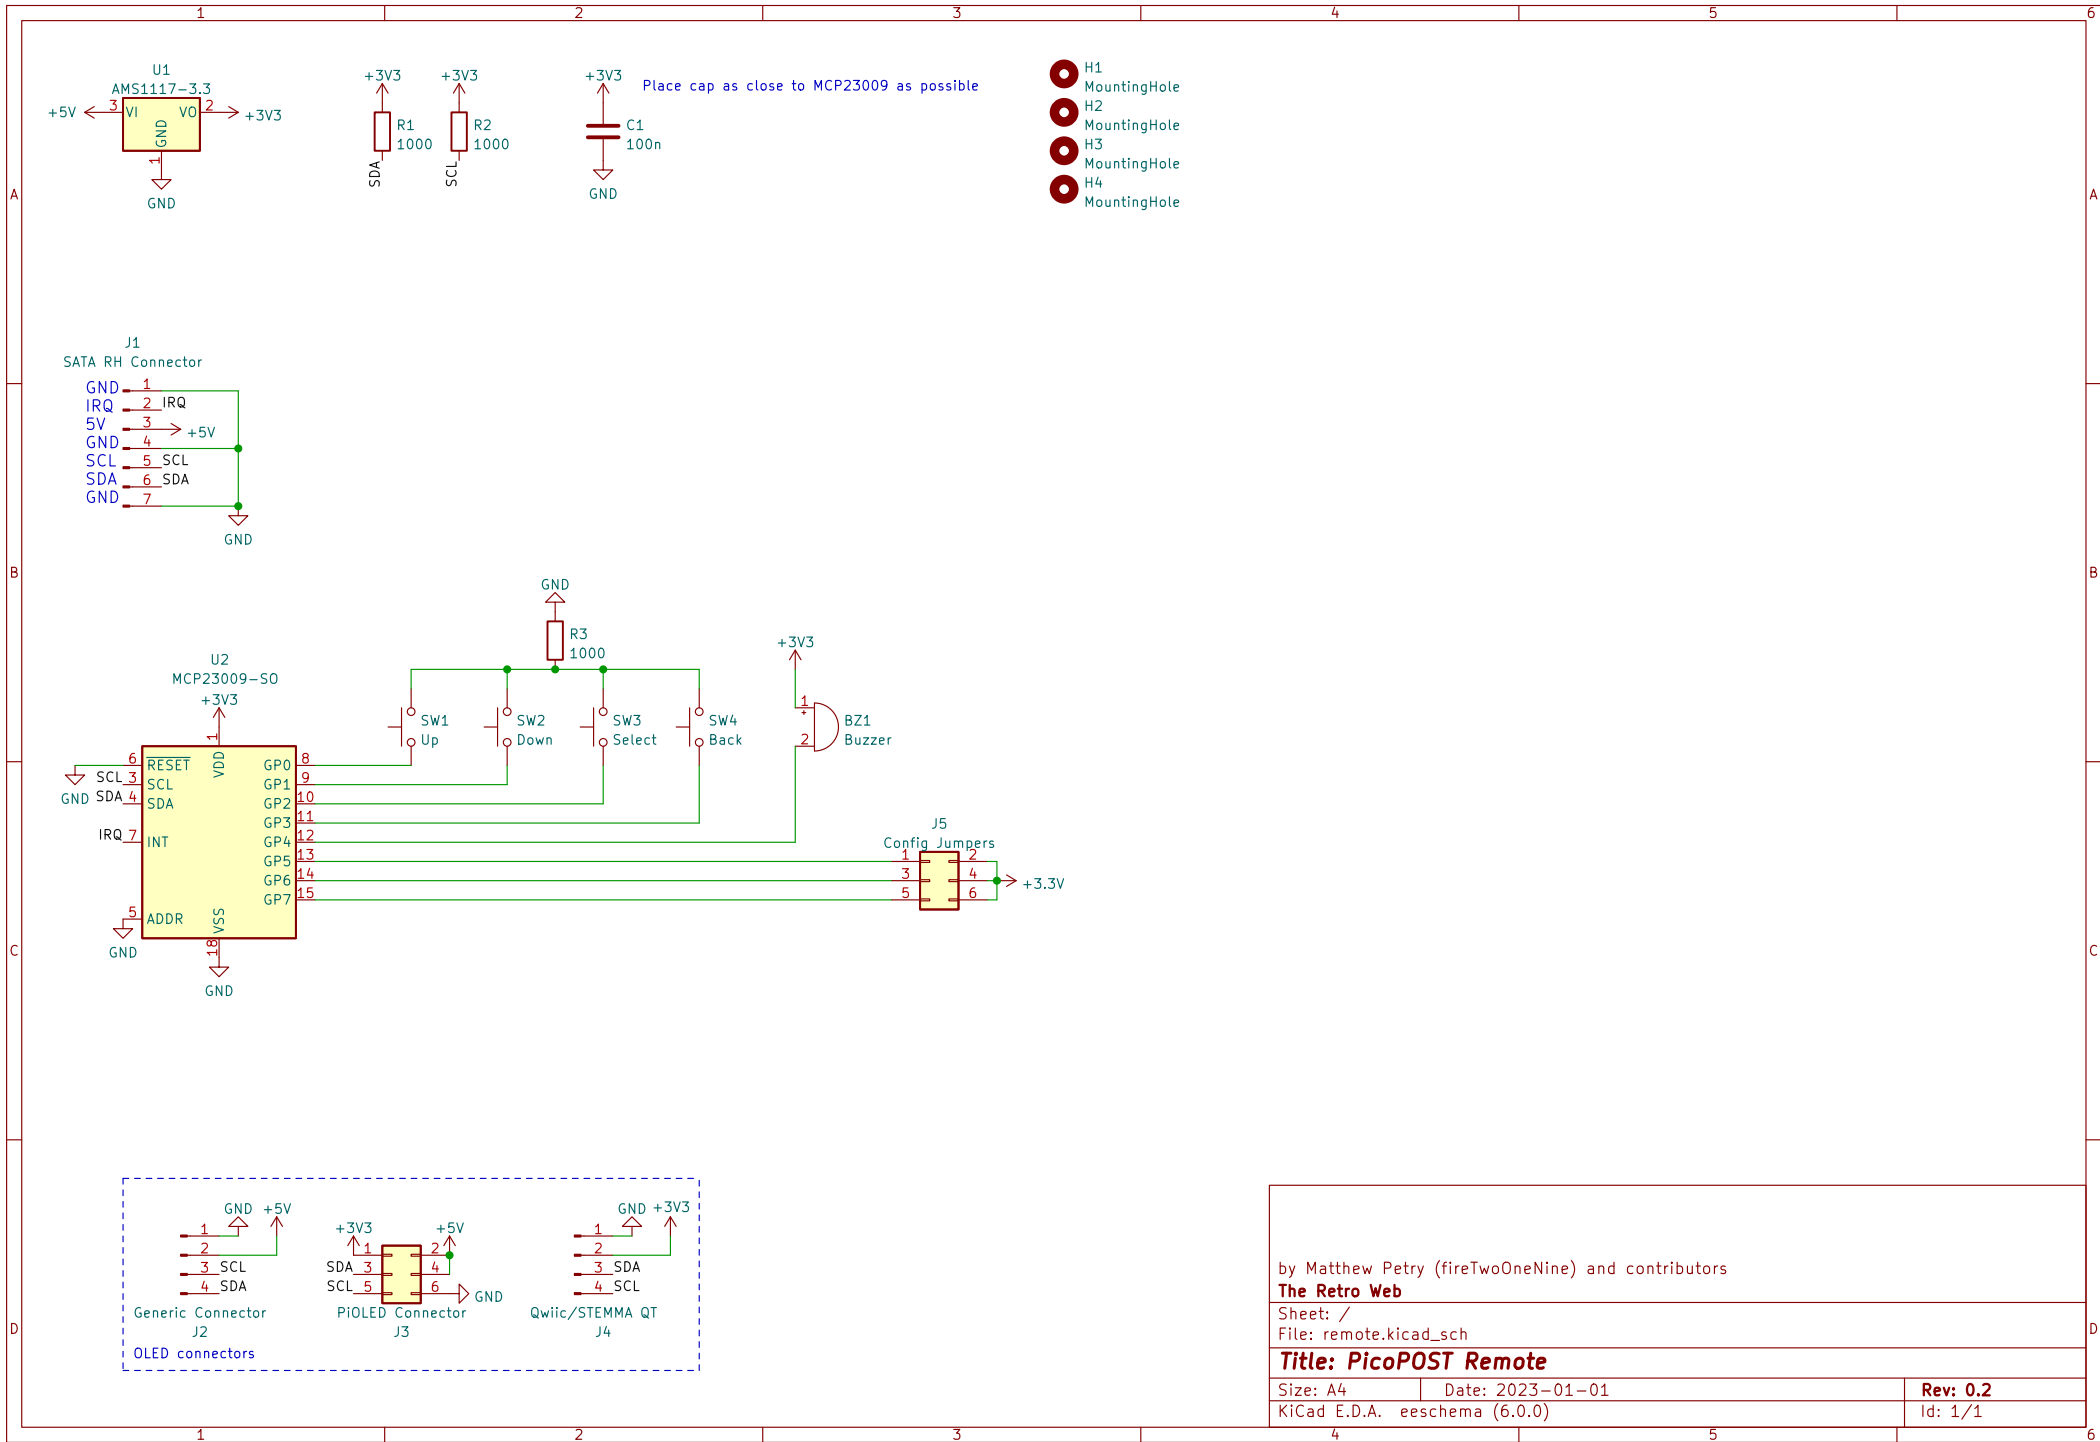 1 2 3 4 5 6
A
B
C
D
A
B
C
D
1 2 3 4 5 6
U1
AMS1117-3.3
+5V
3
VI
VO
2
+3V3
GND
1
GND
+3V3
R1
1000
SDA
+3V3
R2
1000
SCL
+3V3
C1
100n
GND
Place cap as close to MCP23009 as possible
H1
MountingHole
H2
MountingHole
H3
MountingHole
H4
MountingHole
J1
SATA RH Connector
GND 1
IRQ 2 IRQ
5V 3 +5V
GND 4
SCL 5 SCL
SDA 6 SDA
GND 7
GND
GND
R3
1000
U2
MCP23009-SO
+3V3
1
VDD
6 RESET
GND
SCL 3 SCL
SDA 4 SDA
IRQ 7 INT
5 ADDR
GND
VSS
18
GND
GP0 8
GP1 9
GP2 10
GP3 11
GP4 12
GP5 13
GP6 14
GP7 15
SW1
Up
SW2
Down
SW3
Select
SW4
Back
+3V3
1
+
2
BZ1
Buzzer
J5
Config Jumpers
1 2
3 4
5 6
+3.3V
GND +5V
1
2
3 SCL
4 SDA
Generic Connector
J2
+3V3 +5V
1 2
SDA 3 4
SCL 5 6 GND
PiOLED Connector
J3
GND +3V3
1
2
3 SDA
4 SCL
Qwiic/STEMMA QT
J4
OLED connectors
by Matthew Petry (fireTwoOneNine) and contributors
The Retro Web
Sheet: /
File: remote.kicad_sch
Title: PicoPOST Remote
Size: A4 Date: 2023-01-01 Rev: 0.2
KiCad E.D.A. eeschema (6.0.0) Id: 1/1